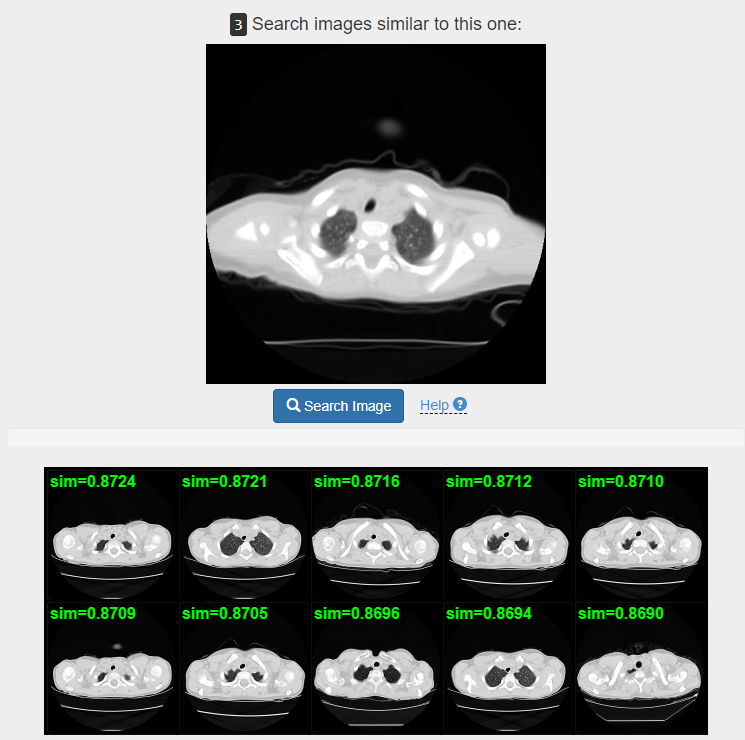 3 Search images similar to this one:
Search Image Help ?
sim=0.8724 sim=0.8721 sim=0.8716 sim=0.8712 sim=0.8710
sim=0.8709 sim=0.8705 sim=0.8696 sim=0.8694 sim=0.8690